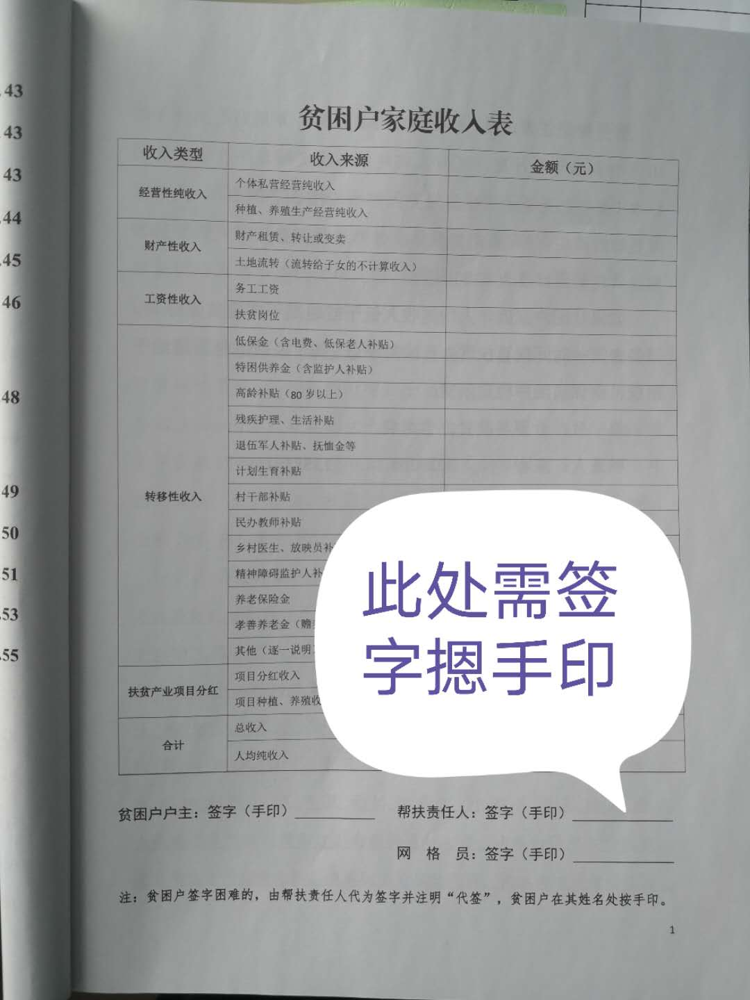 .43
.43
43
.44
.45
46
.48
.49
.50
.51
.53
.55
贫困户家庭收入表
收入类型 收入来源 金额（元）
经营性纯收入 个体私营经营纯收入
种植、养殖生产经营纯收入
财产性收入 财产租赁、转让或变卖
土地流转（流转给子女的不计算收入）
工资性收入 务工工资
扶贫岗位
转移性收入 低保金（含电费、低保老人补贴）
特困供养金（含监护人补贴）
高龄补贴（80 岁以上）
残疾护理、生活补贴
退伍军人补贴、抚恤金等
计划生育补贴
村干部补贴
民办教师补贴
乡村医生、放映员补
精神障碍监护人补
养老保险金
孝善养老金（赡
其他（逐一说明
扶贫产业项目分红 项目分红收入
项目种植、养殖收
合计 总收入
人均纯收入
此处需签
字摁手印
贫困户户主：签字（手印）__________ 帮扶责任人：签字（手印）__________
网 格 员：签字（手印）__________
注：贫困户签字困难的，由帮扶责任人代为签字并注明“代签”，贫困户在其姓名处按手印。
1